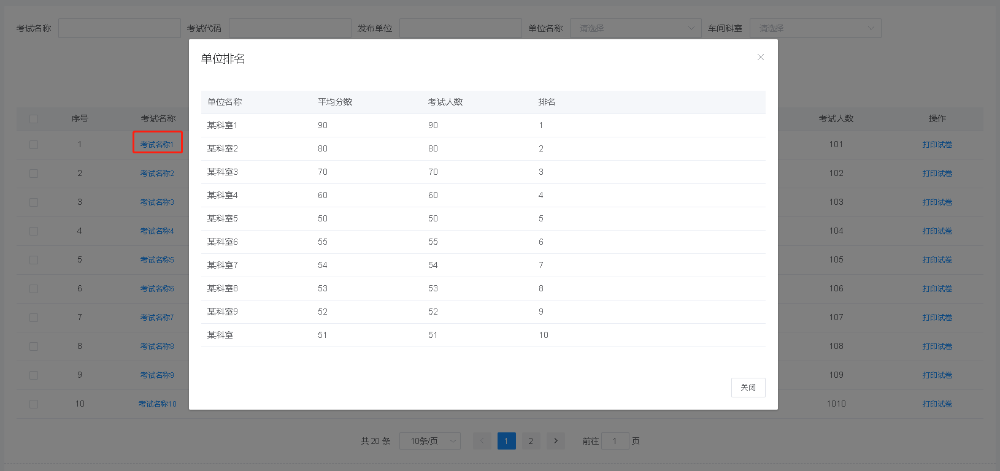 考试名称 考试代码 发布单位 单位名称 请选择 车间科室 请选择
单位排名
单位名称 平均分数 考试人数 排名
某科室1 90 90 1
某科室2 80 80 2
某科室3 70 70 3
某科室4 60 60 4
某科室5 50 50 5
某科室6 55 55 6
某科室7 54 54 7
某科室8 53 53 8
某科室9 52 52 9
某科室 51 51 10
关闭
序号 考试名称 考试人数 操作
1 考试名称1 101 打印试卷
2 考试名称2 102 打印试卷
3 考试名称3 103 打印试卷
4 考试名称4 104 打印试卷
5 考试名称5 105 打印试卷
6 考试名称6 106 打印试卷
7 考试名称7 107 打印试卷
8 考试名称8 108 打印试卷
9 考试名称9 109 打印试卷
10 考试名称10 1010 打印试卷
共 20 条 10条/页 1 2 前往 1 页